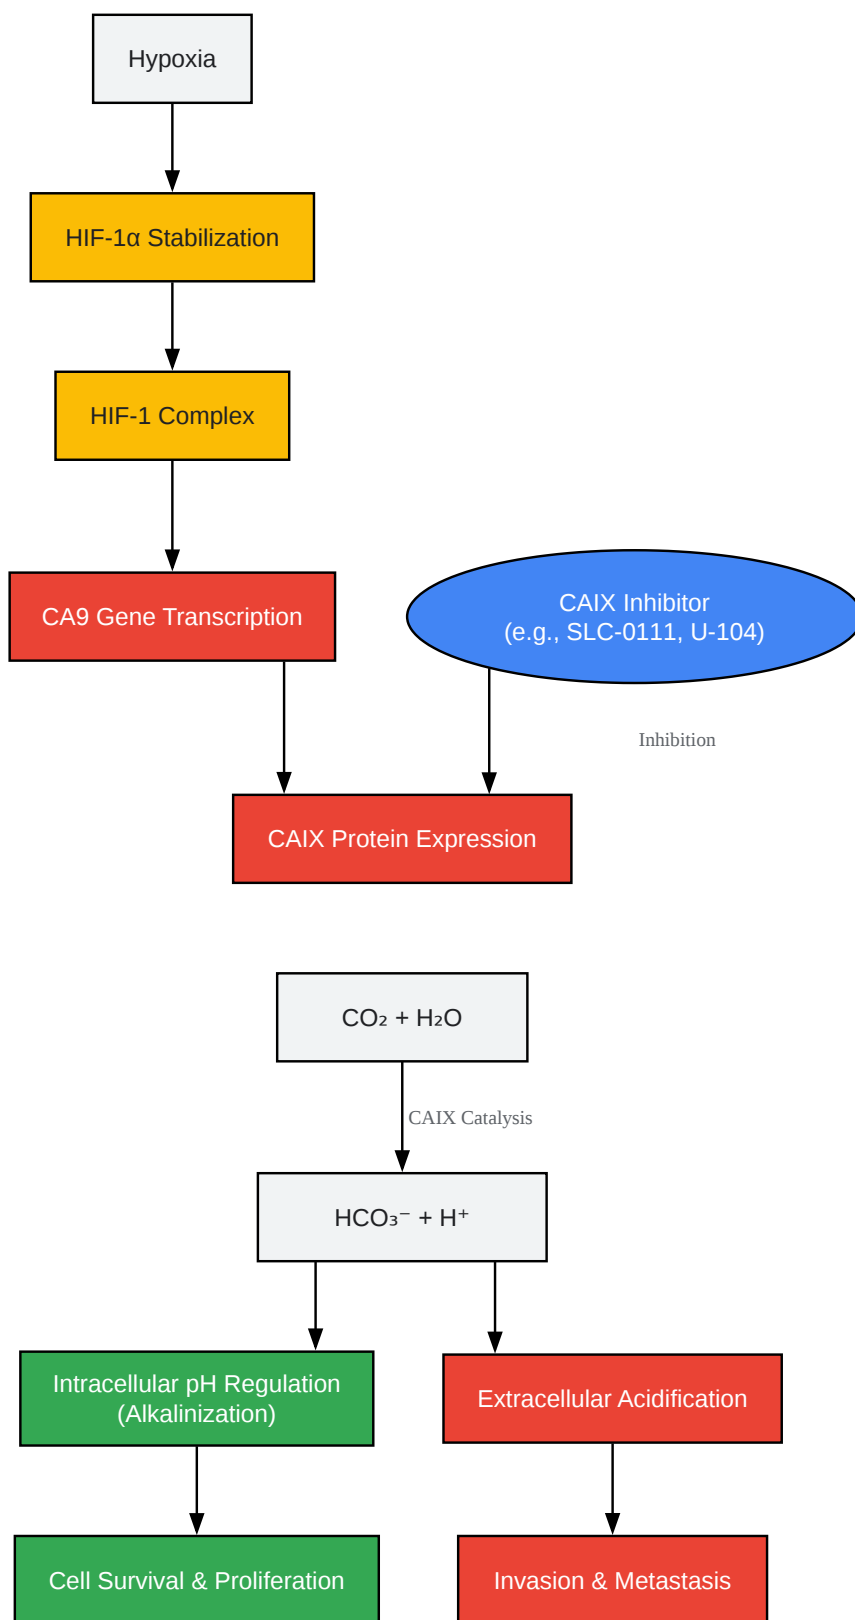 Hypoxia
HIF-1α Stabilization
HIF-1 Complex
CA9 Gene Transcription
CAIX Inhibitor
(e.g., SLC-0111, U-104)
Inhibition
CAIX Protein Expression
CO₂ + H₂O
CAIX Catalysis
HCO₃⁻ + H⁺
Intracellular pH Regulation
(Alkalinization)
Extracellular Acidification
Cell Survival & Proliferation
Invasion & Metastasis